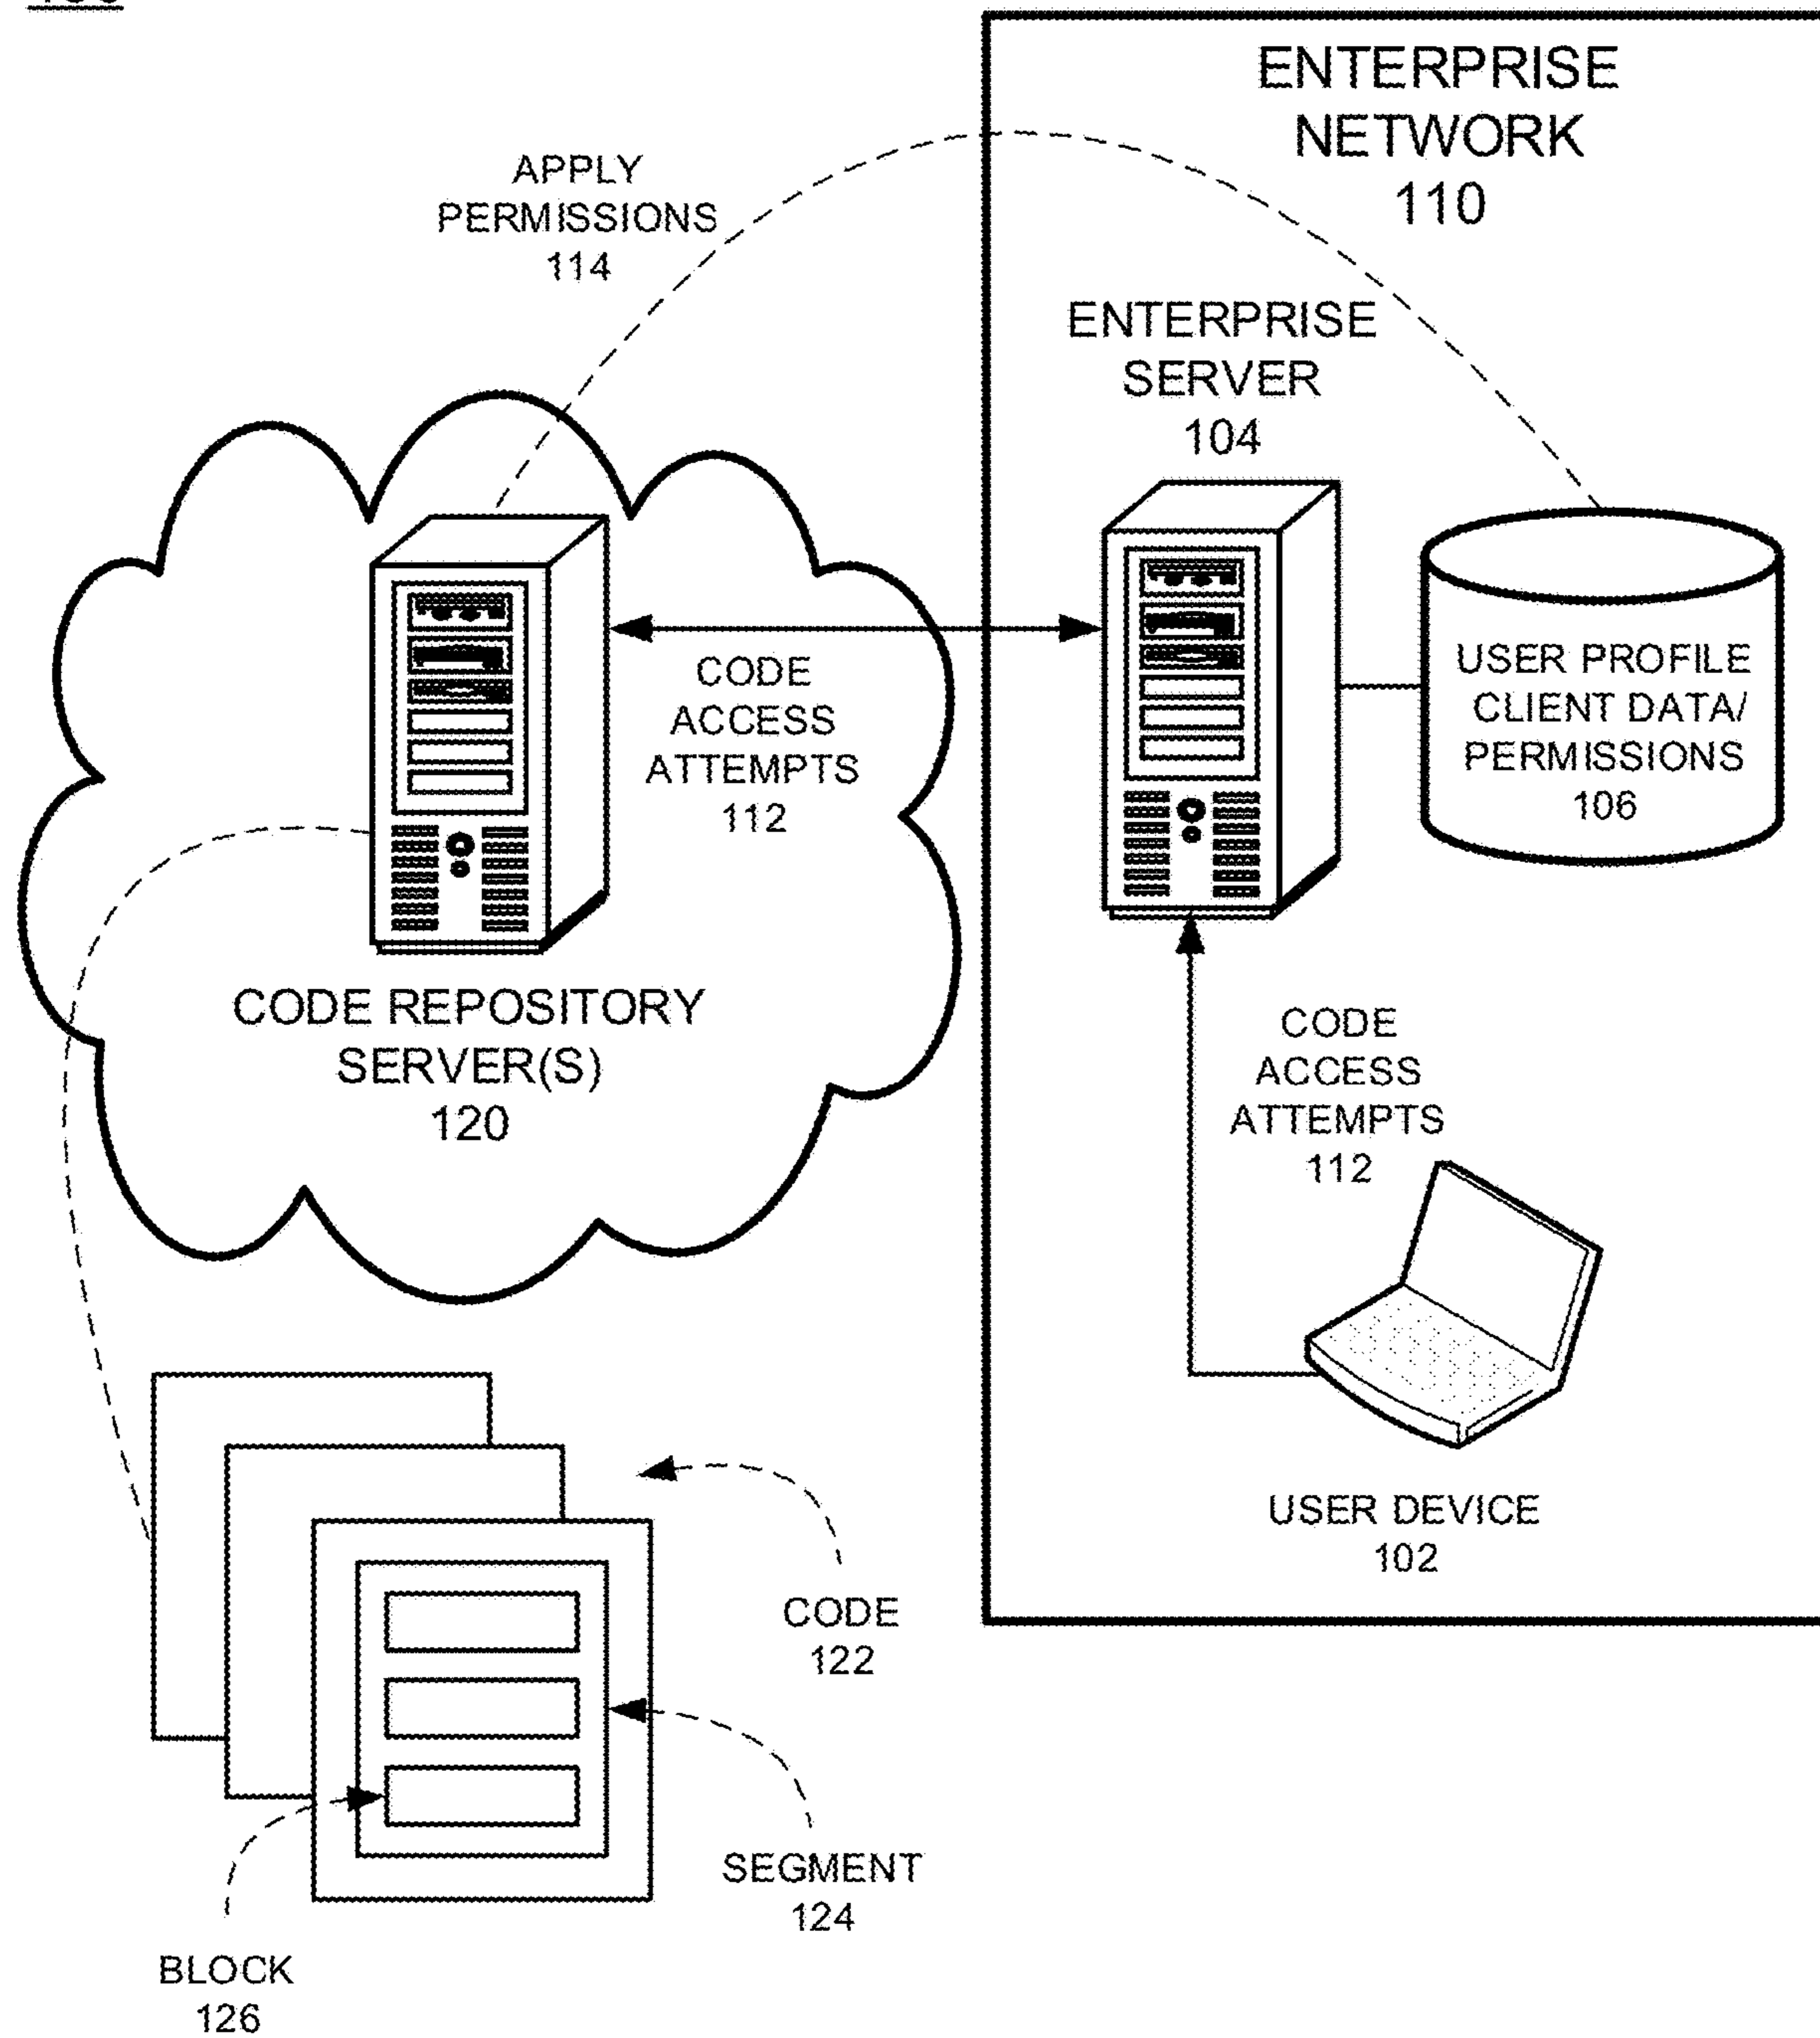 ENTERPRISE
NETWORK
110
APPLY
PERMISSIONS
114
ENTERPRISE
SERVER
104
CODE
ACCESS
ATTEMPTS
112
USER PROFILE
CLIENT DATA/
PERMISSIONS
106
CODE REPOSITORY
SERVER(S)
120
CODE
ACCESS
ATTEMPTS
112
USER DEVICE
102
CODE
122
SEGMENT
124
BLOCK
126